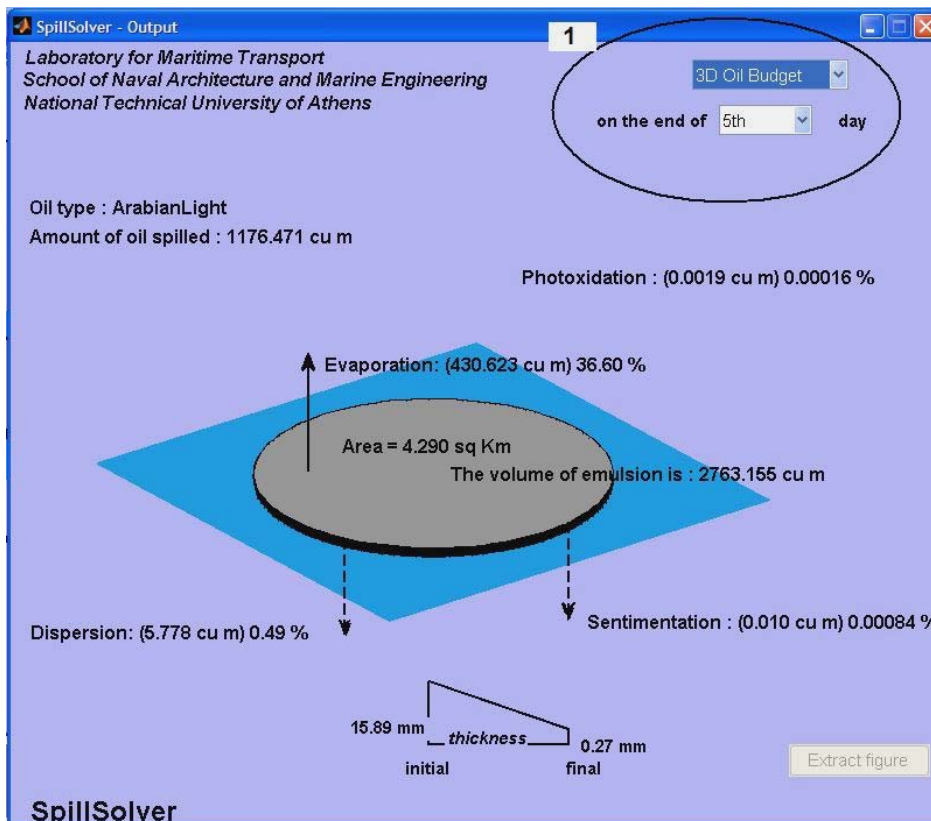 SpillSolver - Output
1
Laboratory for Maritime Transport
School of Naval Architecture and Marine Engineering
National Technical University of Athens
3D Oil Budget
on the end of 5th day
Oil type : ArabianLight
Amount of oil spilled : 1176.471 cu m
Photoxidation : (0.0019 cu m) 0.00016 %
Evaporation: (430.623 cu m) 36.60 %
Area = 4.290 sq Km
The volume of emulsion is : 2763.155 cu m
Dispersion: (5.778 cu m) 0.49 %
Sentimentation : (0.010 cu m) 0.00084 %
15.89 mm thickness 0.27 mm
initial final
Extract figure
SpillSolver